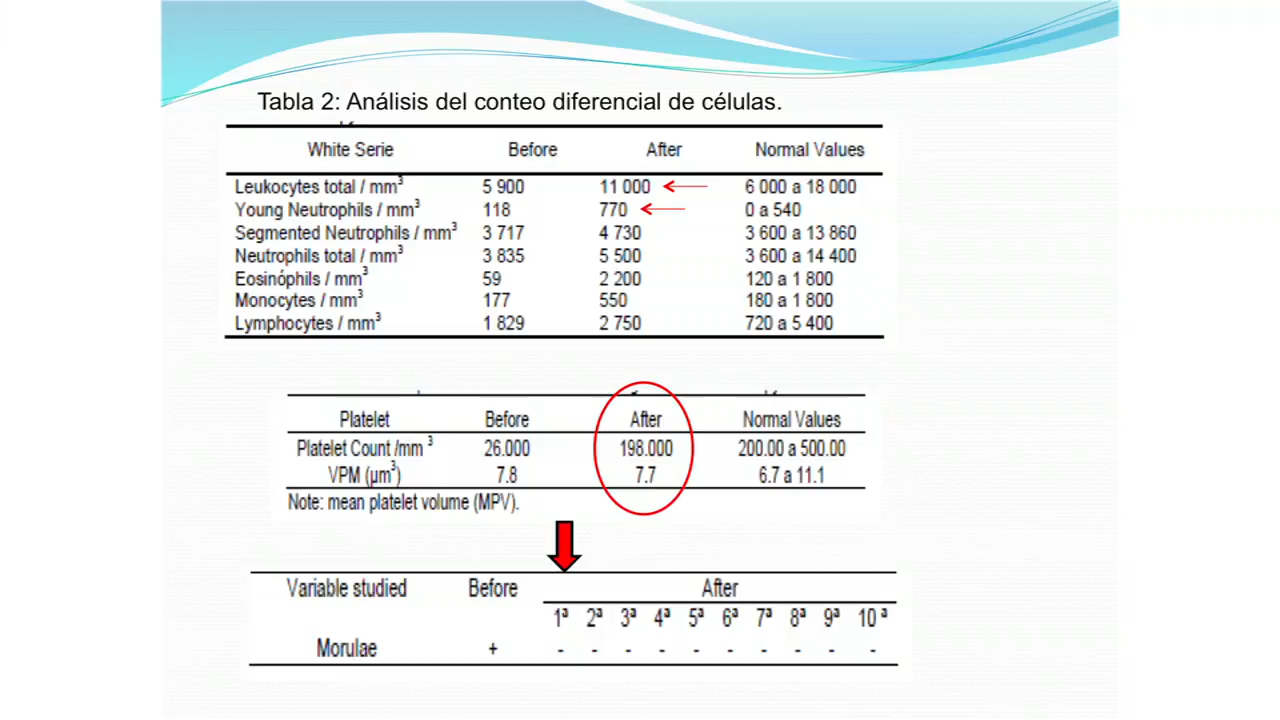 Tabla 2: Análisis del conteo diferencial de células.
White Serie Before After Normal Values
Leukocytes total / mm³ 5 900 11 000 6 000 a 18 000
Young Neutrophils / mm³ 118 770 0 a 540
Segmented Neutrophils / mm³ 3 717 4 730 3 600 a 13 860
Neutrophils total / mm³ 3 835 5 500 3 600 a 14 400
Eosinóphils / mm³ 59 2 200 120 a 1 800
Monocytes / mm³ 177 550 180 a 1 800
Lymphocytes / mm³ 1 829 2 750 720 a 5 400
Platelet Before After Normal Values
Platelet Count /mm ³ 26.000 198.000 200.00 a 500.00
VPM (µm³) 7.8 7.7 6.7 a 11.1
Note: mean platelet volume (MPV).
Variable studied Before After
1ª 2ª 3ª 4ª 5ª 6ª 7ª 8ª 9ª 10 ª
Morulae + - - - - - - - - - -